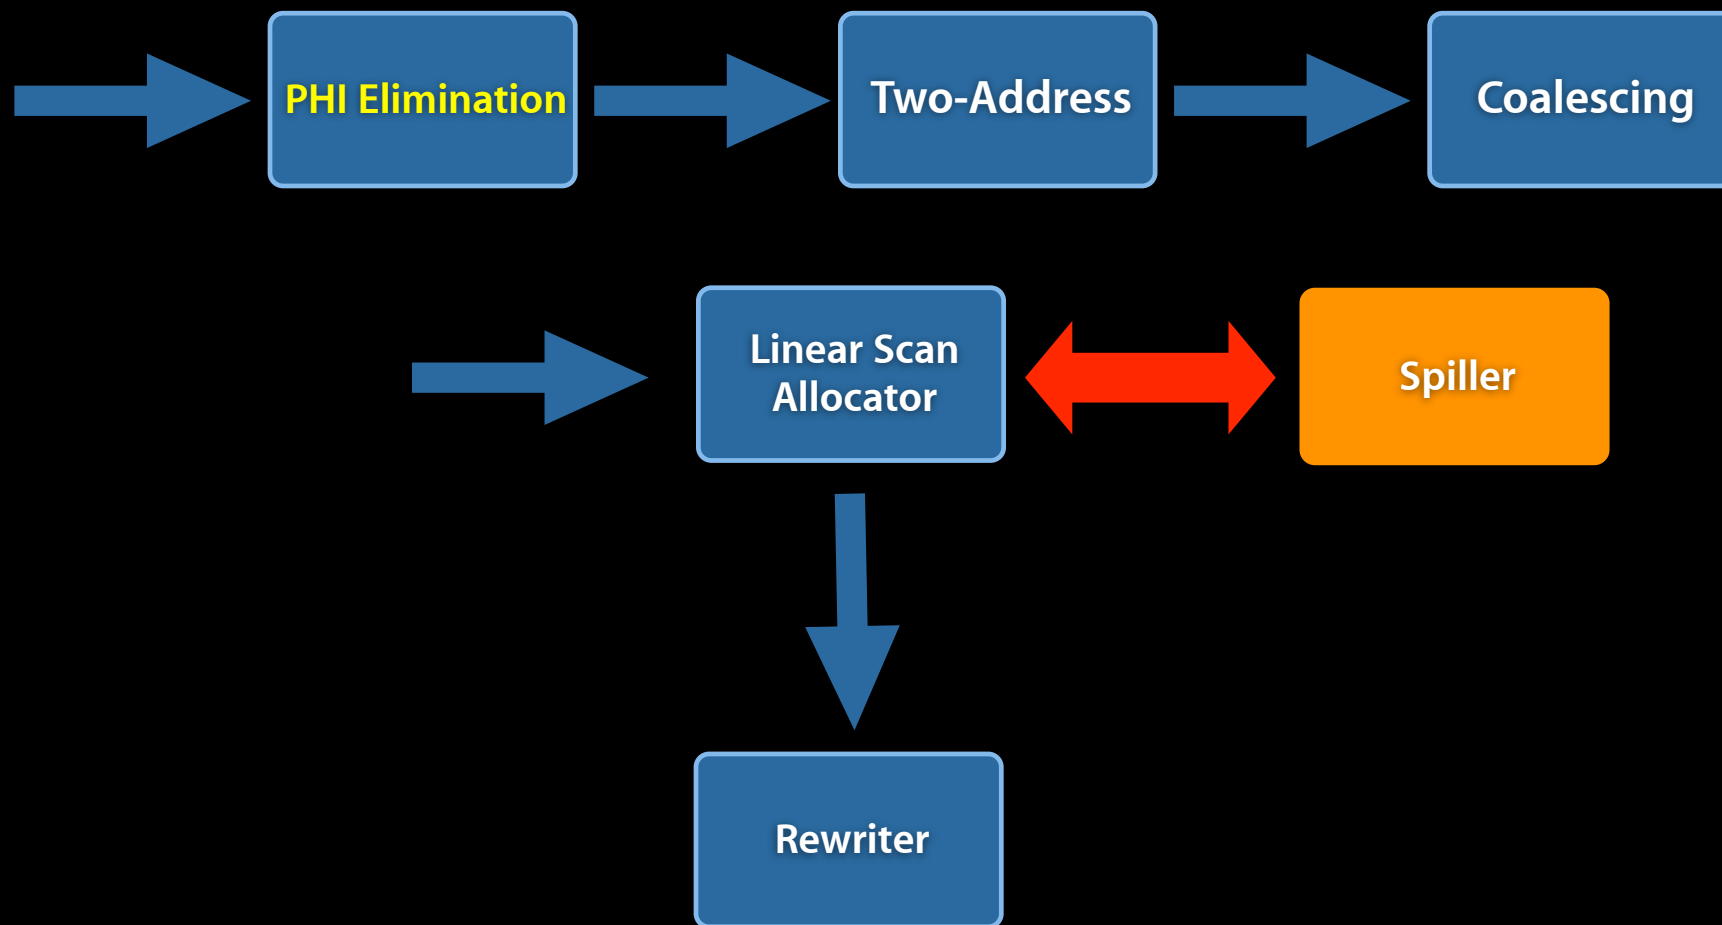 PHI Elimination
Two-Address
Coalescing
Linear Scan
Allocator
Spiller
Rewriter